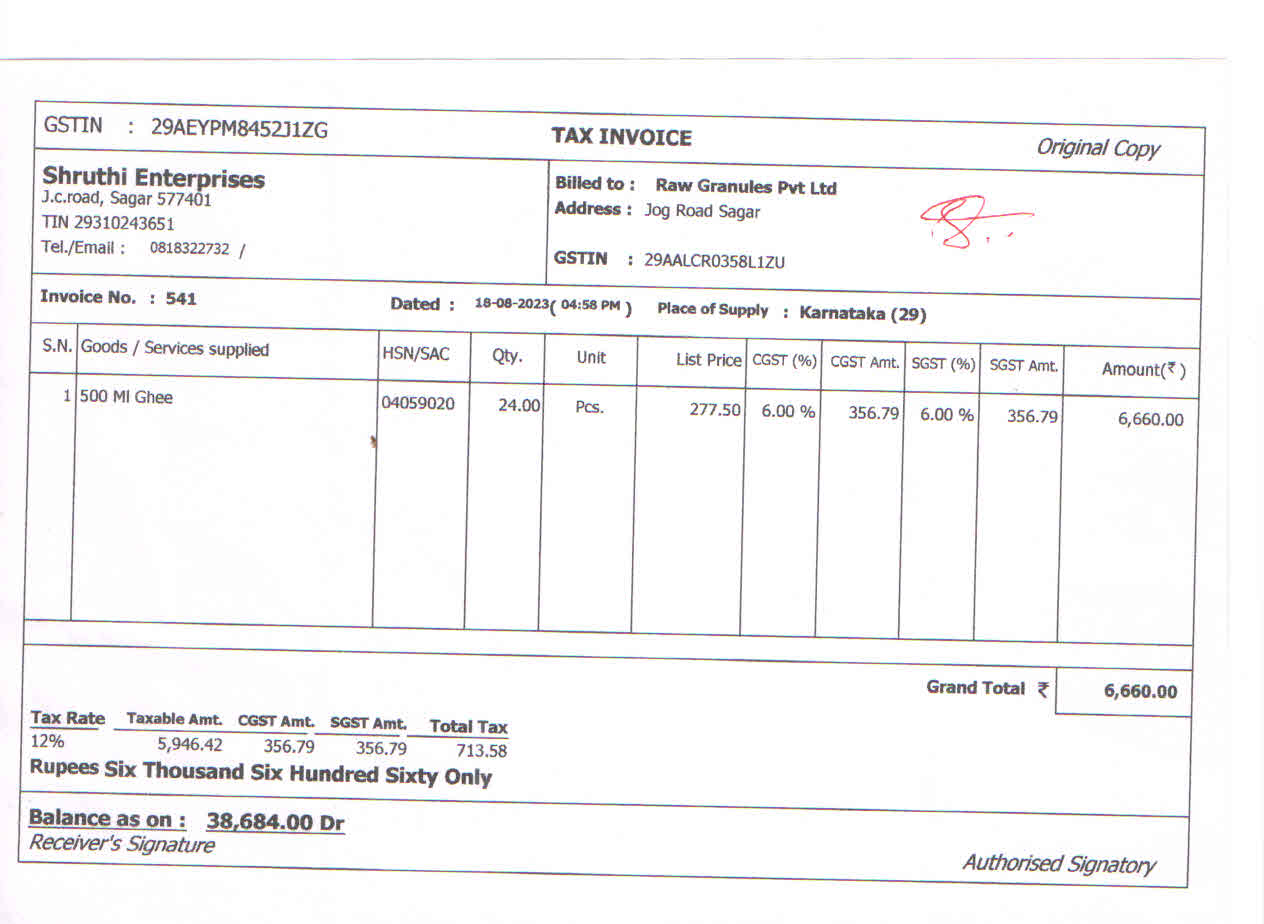 GSTIN : 29AEYPM8452J1ZG
TAX INVOICE
Original Copy
Shruthi Enterprises
J.c.road, Sagar 577401
TIN 29310243651
Tel./Email : 0818322732 /
Billed to : Raw Granules Pvt Ltd
Address : Jog Road Sagar
GSTIN : 29AALCR0358L1ZU
Invoice No. : 541 Dated : 18-08-2023( 04:58 PM ) Place of Supply : Karnataka (29)
S.N. Goods / Services supplied HSN/SAC Qty. Unit List Price CGST (%) CGST Amt. SGST (%) SGST Amt. Amount(₹ )
1 500 Ml Ghee 04059020 24.00 Pcs. 277.50 6.00 % 356.79 6.00 % 356.79 6,660.00
Grand Total ₹ 6,660.00
Tax Rate Taxable Amt. CGST Amt. SGST Amt. Total Tax
12% 5,946.42 356.79 356.79 713.58
Rupees Six Thousand Six Hundred Sixty Only
Balance as on : 38,684.00 Dr
Receiver's Signature
Authorised Signatory